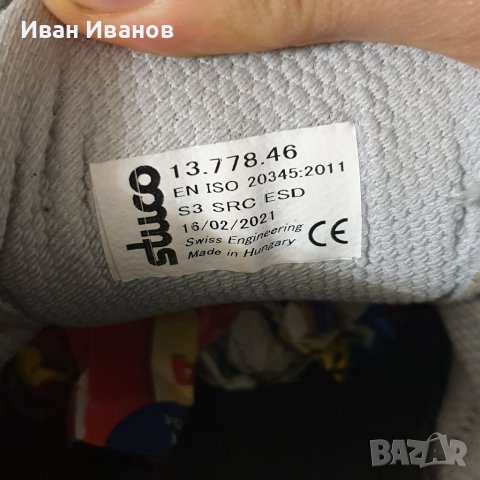 Иван Иванов
stuco
13.778.46
EN ISO 20345:2011
S3 SRC ESD
16/02/2021
Swiss Engineering
Made in Hungary
CE
BAZAR